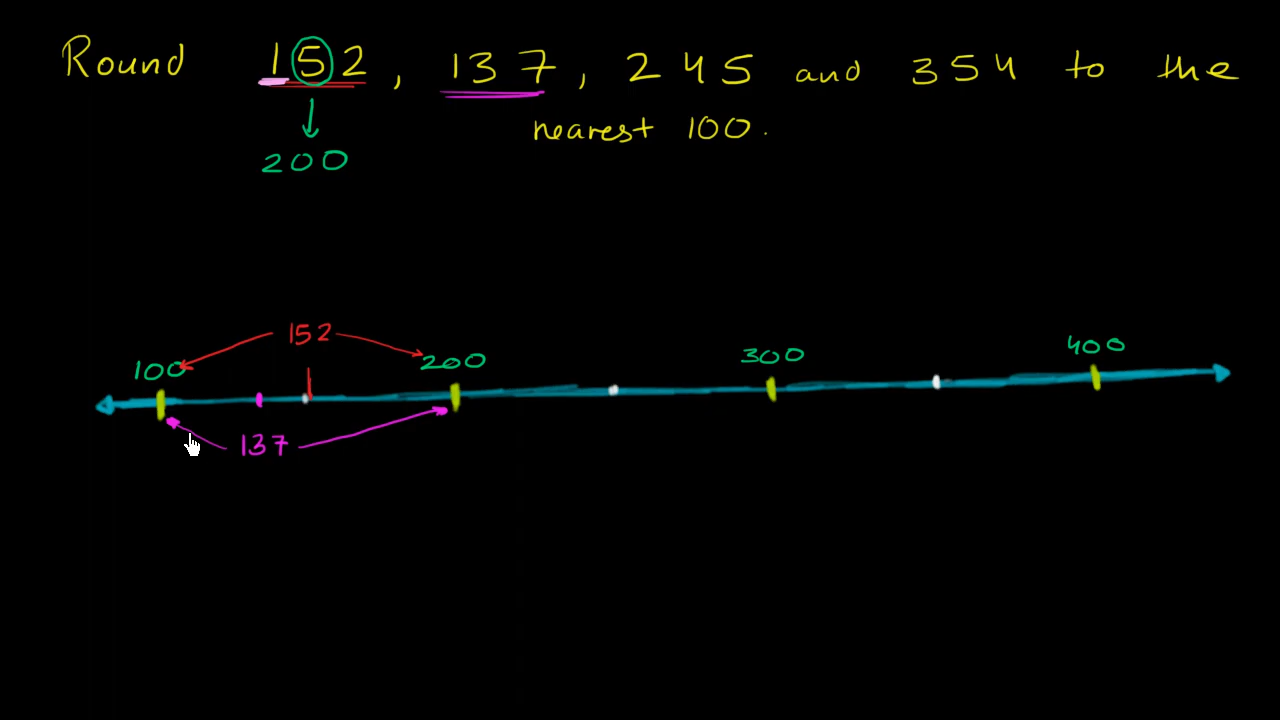 Round 152, 137, 245 and 354 to the
nearest 100.
200
152
100 200 300 400
137